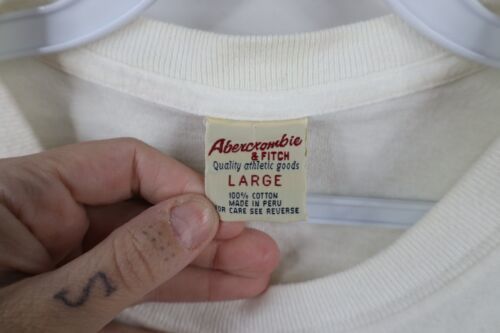 Abercrombie
& FITCH
Quality athletic goods
LARGE
100% COTTON
MADE IN PERU
FOR CARE SEE REVERSE
S